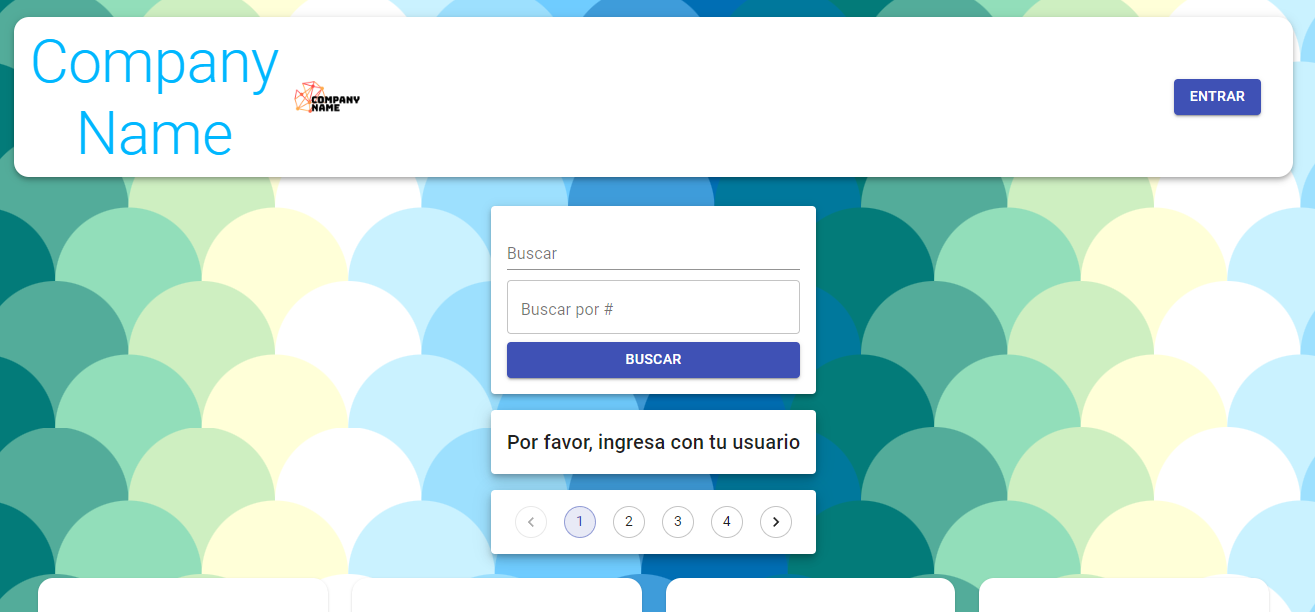 Company
Name
COMPANY
NAME
ENTRAR
Buscar
Buscar por #
BUSCAR
Por favor, ingresa con tu usuario
1 2 3 4